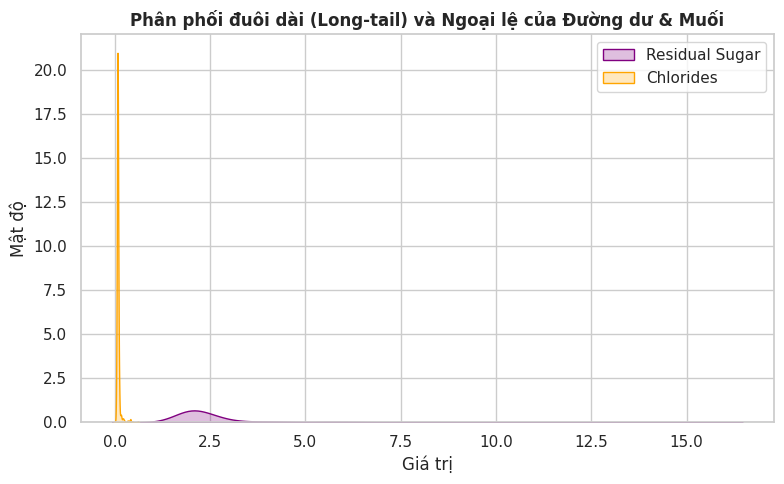 Phân phối đuôi dài (Long-tail) và Ngoại lệ của Đường dư & Muối
Residual Sugar
Chlorides
Mật độ
20.0
17.5
15.0
12.5
10.0
7.5
5.0
2.5
0.0
0.0 2.5 5.0 7.5 10.0 12.5 15.0
Giá trị